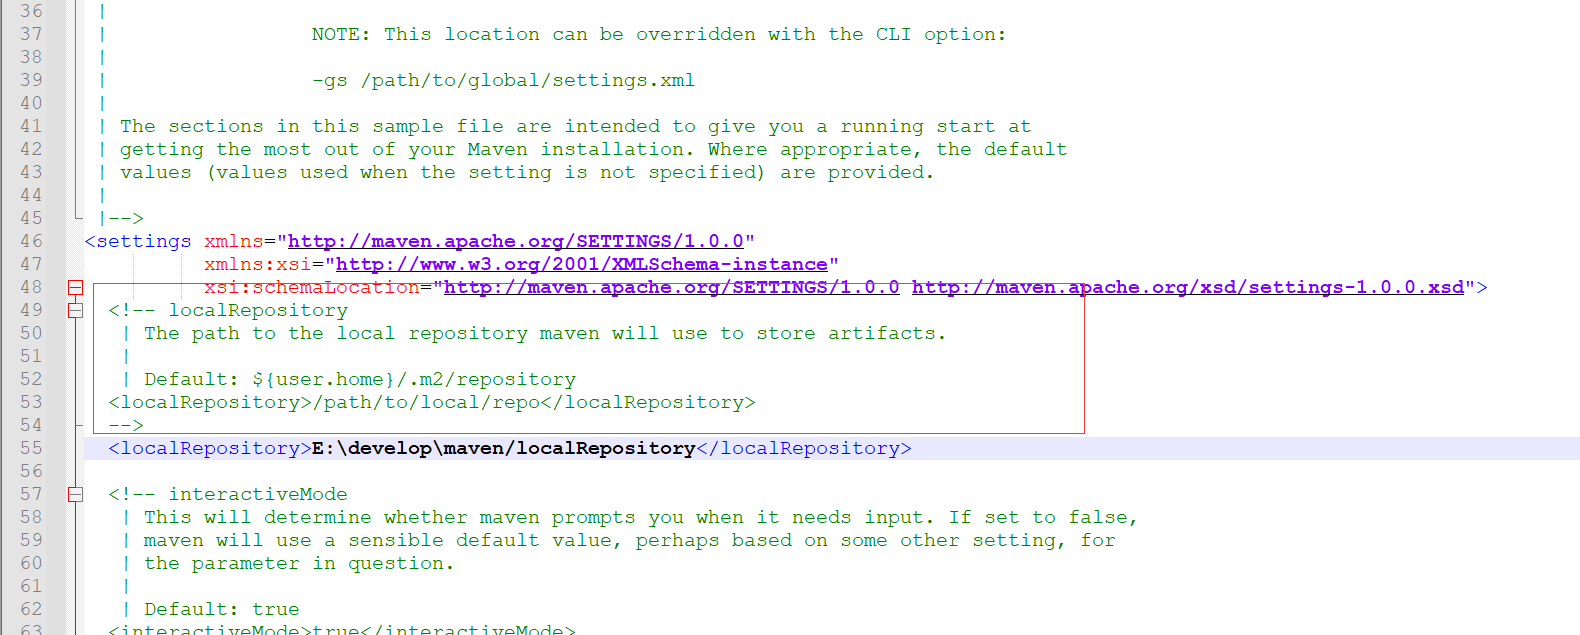 36 |
37 | NOTE: This location can be overridden with the CLI option:
38 |
39 | -gs /path/to/global/settings.xml
40 |
41 | The sections in this sample file are intended to give you a running start at
42 | getting the most out of your Maven installation. Where appropriate, the default
43 | values (values used when the setting is not specified) are provided.
44 |
45 |-->
46 <settings xmlns="http://maven.apache.org/SETTINGS/1.0.0"
47 xmlns:xsi="http://www.w3.org/2001/XMLSchema-instance"
48 xsi:schemaLocation="http://maven.apache.org/SETTINGS/1.0.0 http://maven.apache.org/xsd/settings-1.0.0.xsd">
49 <!-- localRepository
50 | The path to the local repository maven will use to store artifacts.
51 |
52 | Default: ${user.home}/.m2/repository
53 <localRepository>/path/to/local/repo</localRepository>
54 -->
55 <localRepository>E:\develop\maven/localRepository</localRepository>
56
57 <!-- interactiveMode
58 | This will determine whether maven prompts you when it needs input. If set to false,
59 | maven will use a sensible default value, perhaps based on some other setting, for
60 | the parameter in question.
61 |
62 | Default: true
63 <interactiveMode>true</interactiveMode>